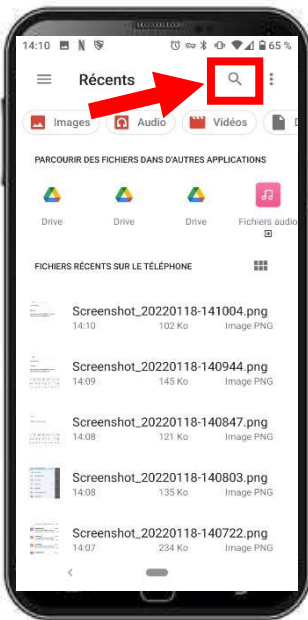 14:10 65 %
Récents
Images Audio Vidéos D
PARCOURIR DES FICHIERS DANS D'AUTRES APPLICATIONS
Drive Drive Drive Fichiers audio
FICHIERS RÉCENTS SUR LE TÉLÉPHONE
Screenshot_20220118-141004.png
14:10 102 Ko Image PNG
Screenshot_20220118-140944.png
14:09 145 Ko Image PNG
Screenshot_20220118-140847.png
14:08 121 Ko Image PNG
Screenshot_20220118-140803.png
14:08 135 Ko Image PNG
Screenshot_20220118-140722.png
14:07 234 Ko Image PNG